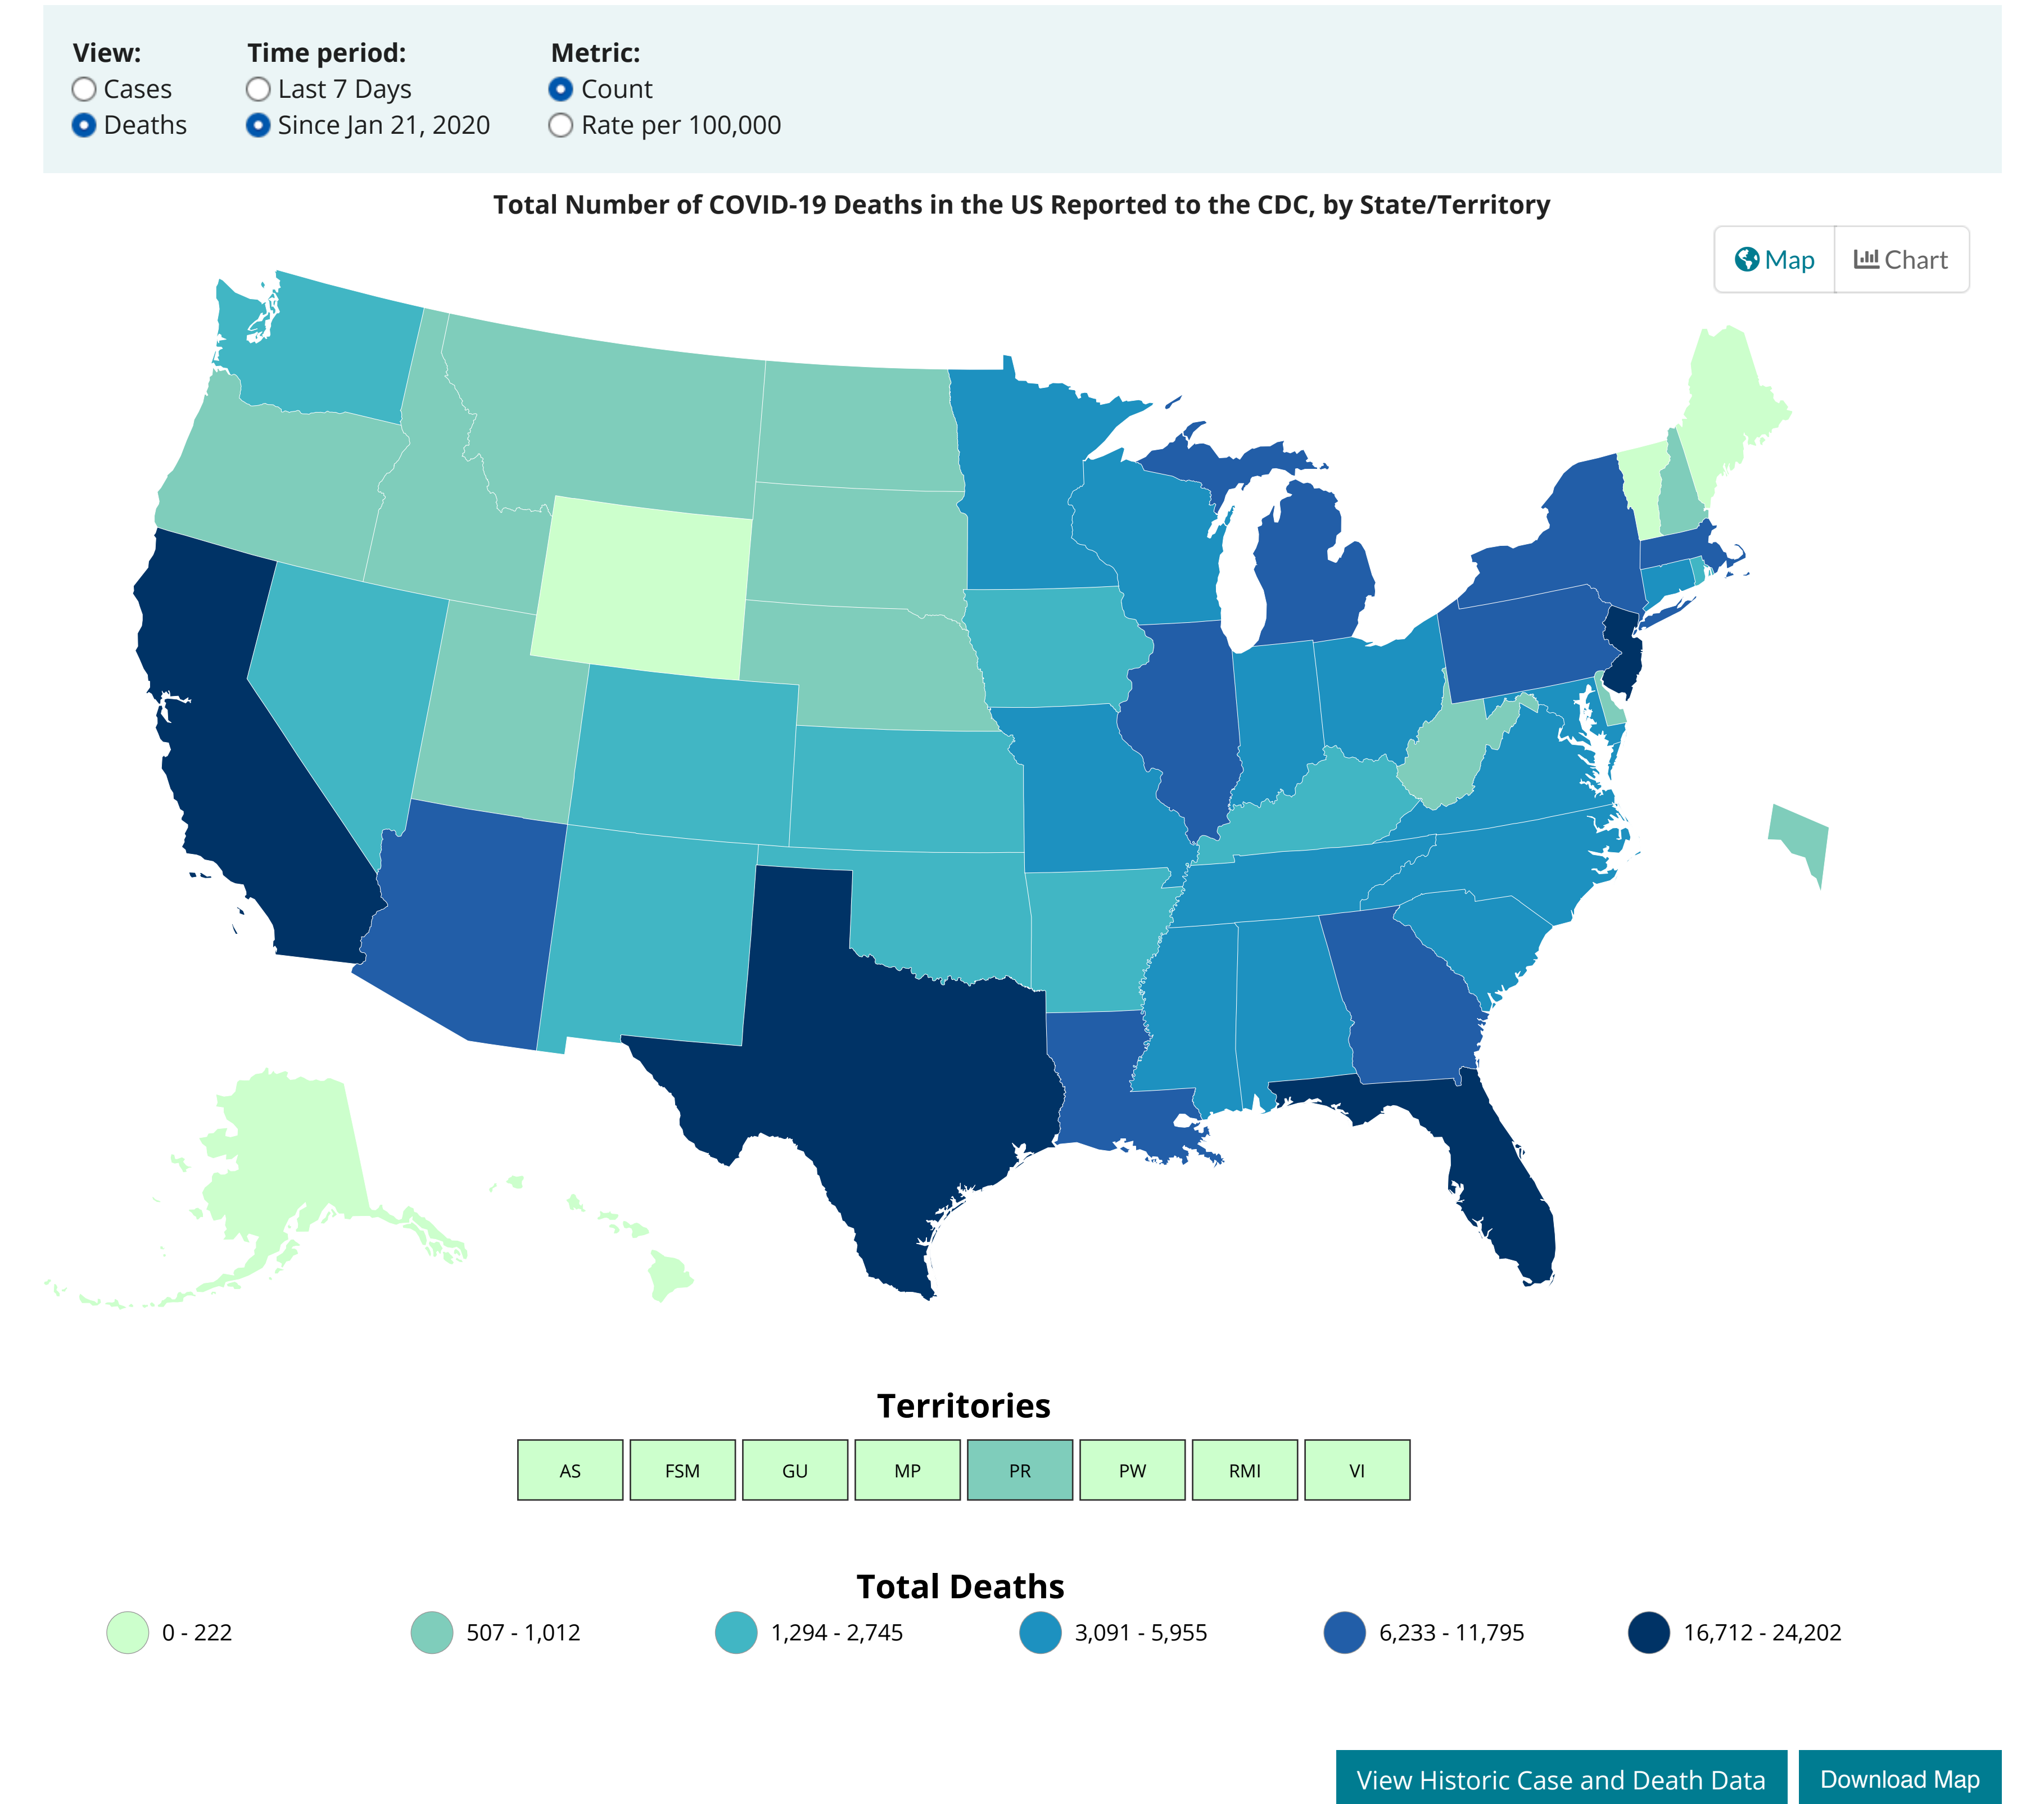 View: Time period: Metric:
Cases Last 7 Days Count
Deaths Since Jan 21, 2020 Rate per 100,000
Total Number of COVID-19 Deaths in the US Reported to the CDC, by State/Territory
Map Chart
Territories
AS FSM GU MP PR PW RMI VI
Total Deaths
0 - 222 507 - 1,012 1,294 - 2,745 3,091 - 5,955 6,233 - 11,795 16,712 - 24,202
View Historic Case and Death Data Download Map